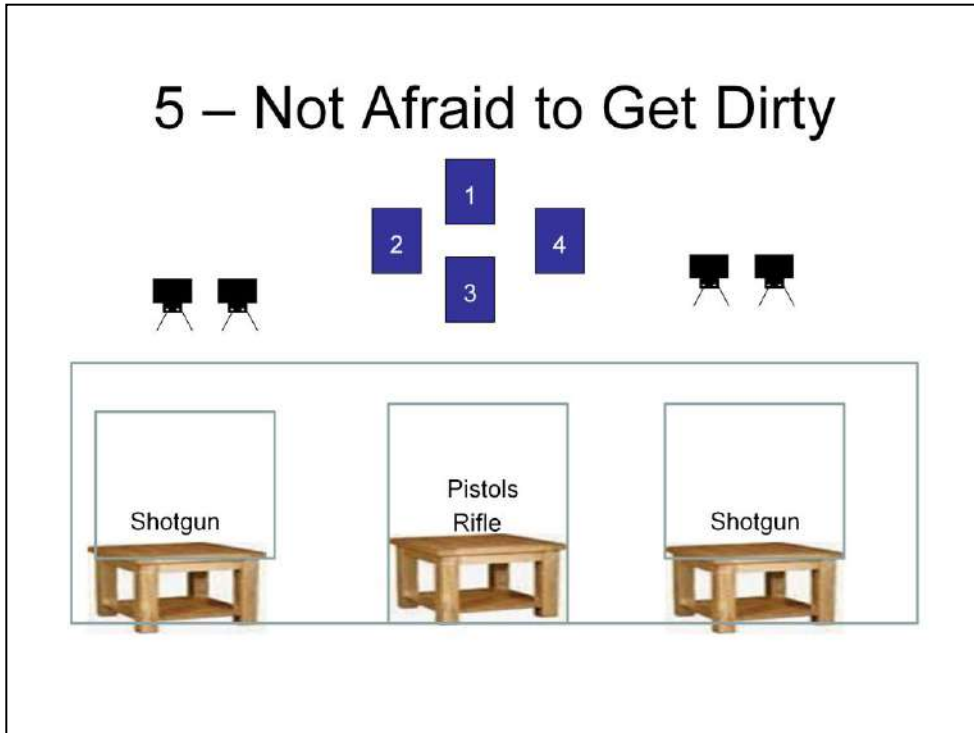 5 – Not Afraid to Get Dirty
1
2
4
3
Pistols
Shotgun
Rifle
Shotgun